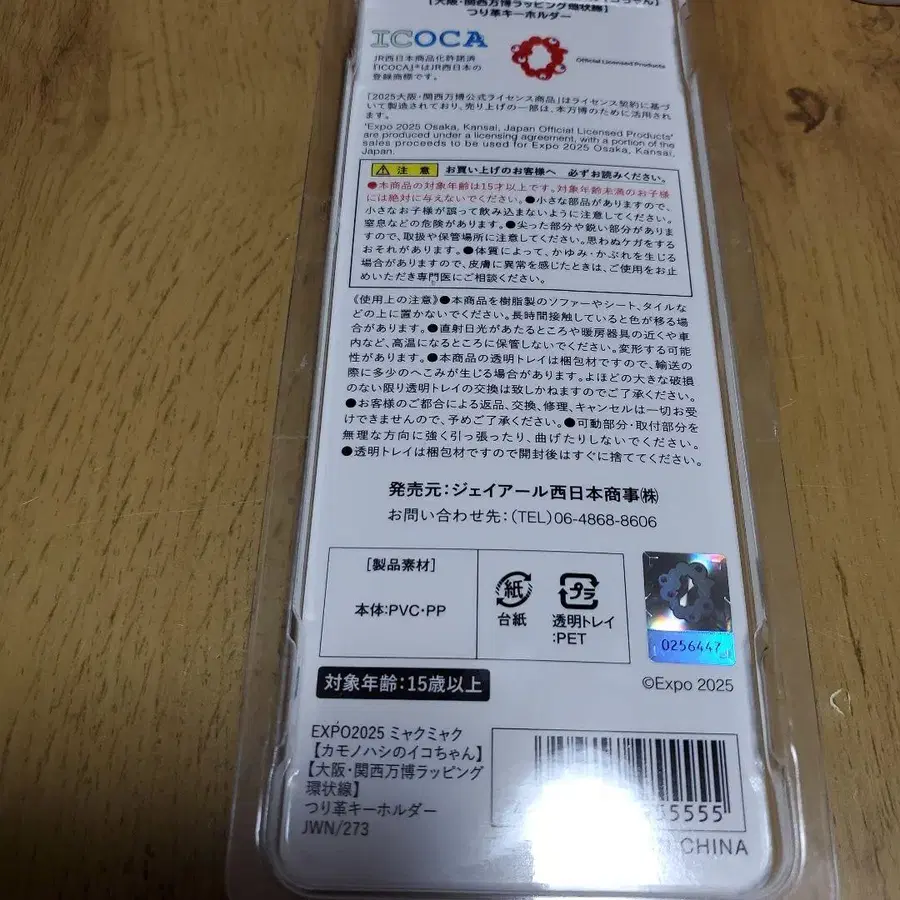 【大阪・関西万博ラッピング環状線】
つり革キーホルダー
ICOCA
JR西日本商品化許諾済
『ICOCA』®はJR西日本の
登録商標です。
Official Licensed Products
「2025大阪・関西万博公式ライセンス商品」はライセンス契約に基づ
いて製造されており、売り上げの一部は、本万博のために活用されます。
"Expo 2025 Osaka, Kansai, Japan Official Licensed Products"
are produced under a licensing agreement, with a portion of the
sales proceeds to be used for Expo 2025 Osaka, Kansai,
Japan.
注 意 お買い上げのお客様へ 必ずお読みください。
●本商品の対象年齢は15才以上です。対象年齢未満のお子様
には絶対に与えないでください。●小さな部品がありますので、
小さなお子様が誤って飲み込まないように注意してください。
窒息などの危険があります。●尖った部分や鋭い部分がありま
すので、取扱や保管場所に注意してください。思わぬケガをする
おそれがあります。●体質によって、かゆみ・かぶれを生じる
場合がありますので、皮膚に異常を感じたときは、ご使用をお止
めいただき専門医にご相談ください。
《使用上の注意》●本商品を樹脂製のソファーやシート、タイルな
どの上に置かないでください。長時間接触していると色が移る場
合があります。●直射日光があたるところや暖房器具の近くや車
内など、高温になるところに保管しないでください。変形する可能
性があります。●本商品の透明トレイは梱包材ですので、輸送の
際に多少のへこみが生じる場合があります。よほどの大きな破損
のない限り透明トレイの交換は致しかねますのでご了承ください。
●お客様のご都合による返品、交換、修理、キャンセルは一切お受
けできませんので、予めご了承ください。●可動部分・取付部分を
無理な方向に強く引っ張ったり、曲げたりしないでください。
●透明トレイは梱包材ですので開封後はすぐに捨ててください。
発売元：ジェイアール西日本商事㈱
お問い合わせ先：（TEL）06-4868-8606
［製品素材］
本体：PVC・PP
紙
台紙
プラ
透明トレイ
：PET
0256447
©Expo 2025
対象年齢：15歳以上
EXPO2025 ミャクミャク
【カモノハシのイコちゃん】
【大阪・関西万博ラッピング
環状線】
つり革キーホルダー
JWN/273
55555
CHINA